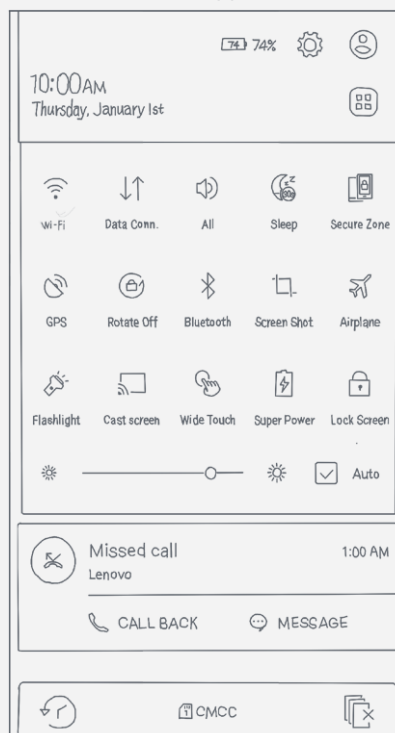 74 74%
10:00AM
Thursday, January 1st
Wi-Fi Data Conn. All Sleep Secure Zone
GPS Rotate Off Bluetooth Screen Shot Airplane
Flashlight Cast screen Wide Touch Super Power Lock Screen
Auto
Missed call 1:00 AM
Lenovo
CALL BACK MESSAGE
1 CMCC